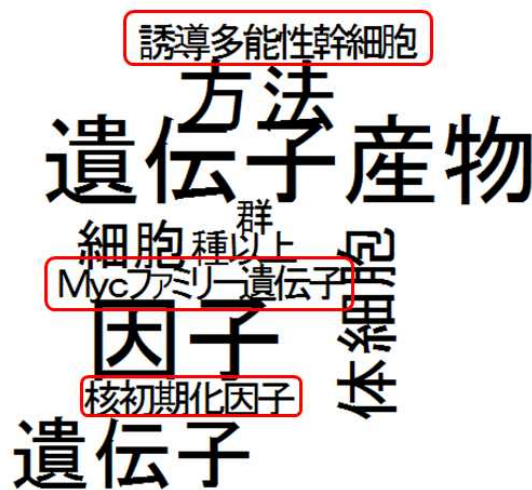 誘導多能性幹細胞
方法
遺伝子産物
群
細胞
種以上
Mycファミリー遺伝子
体細胞
因子
核初期化因子
遺伝子